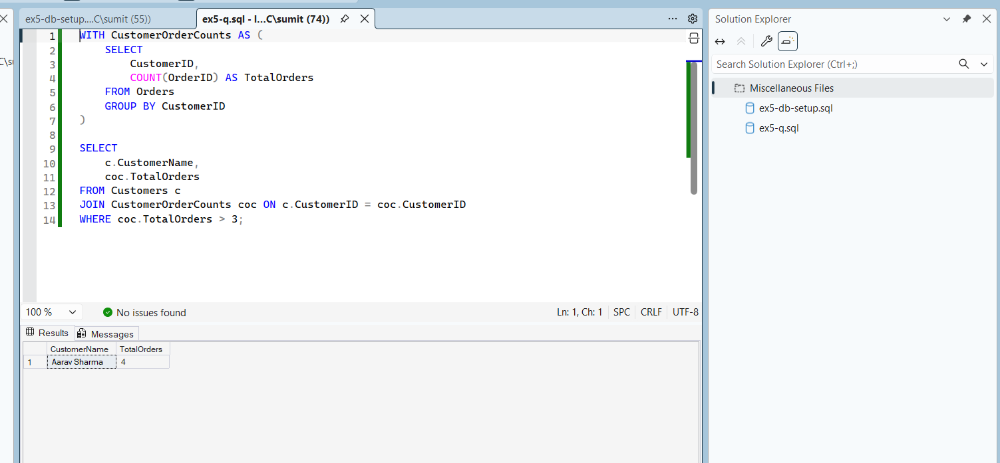 ex5-db-setup....C\sumit (55))
ex5-q.sql - l...C\sumit (74))
1 WITH CustomerOrderCounts AS (
2 SELECT
3 CustomerID,
4 COUNT(OrderID) AS TotalOrders
5 FROM Orders
6 GROUP BY CustomerID
7 )
8
9 SELECT
10 c.CustomerName,
11 coc.TotalOrders
12 FROM Customers c
13 JOIN CustomerOrderCounts coc ON c.CustomerID = coc.CustomerID
14 WHERE coc.TotalOrders > 3;
100 %
No issues found
Ln: 1, Ch: 1 SPC CRLF UTF-8
Results
Messages
CustomerName TotalOrders
1 Aarav Sharma 4
Solution Explorer
Search Solution Explorer (Ctrl+;)
Miscellaneous Files
ex5-db-setup.sql
ex5-q.sql